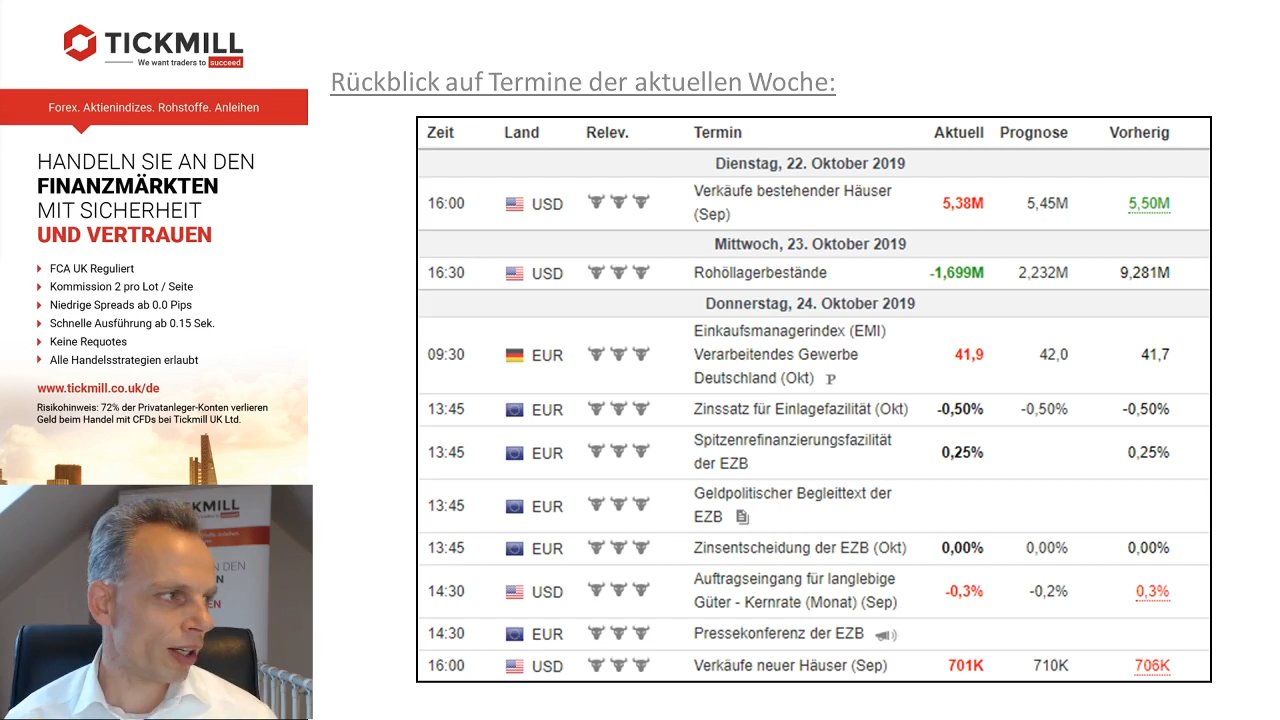 TICKMILL
We want traders to succeed
Forex. Aktienindizes. Rohstoffe. Anleihen
HANDELN SIE AN DEN
FINANZMÄRKTEN
MIT SICHERHEIT
UND VERTRAUEN
FCA UK Reguliert
Kommission 2 pro Lot / Seite
Niedrige Spreads ab 0.0 Pips
Schnelle Ausführung ab 0.15 Sek.
Keine Requotes
Alle Handelsstrategien erlaubt
www.tickmill.co.uk/de
Risikohinweis: 72% der Privatanleger-Konten verlieren
Geld beim Handel mit CFDs bei Tickmill UK Ltd.
Rückblick auf Termine der aktuellen Woche:
Zeit Land Relev. Termin Aktuell Prognose Vorherig
Dienstag, 22. Oktober 2019
16:00 USD Verkäufe bestehender Häuser
(Sep) 5,38M 5,45M 5,50M
Mittwoch, 23. Oktober 2019
16:30 USD Rohöllagerbestände -1,699M 2,232M 9,281M
Donnerstag, 24. Oktober 2019
Einkaufsmanagerindex (EMI)
09:30 EUR Verarbeitendes Gewerbe 41,9 42,0 41,7
Deutschland (Okt) P
13:45 EUR Zinssatz für Einlagefazilität (Okt) -0,50% -0,50% -0,50%
13:45 EUR Spitzenrefinanzierungsfazilität
der EZB 0,25% 0,25%
13:45 EUR Geldpolitischer Begleittext der
EZB
13:45 EUR Zinsentscheidung der EZB (Okt) 0,00% 0,00% 0,00%
14:30 USD Auftragseingang für langlebige
Güter - Kernrate (Monat) (Sep) -0,3% -0,2% 0,3%
14:30 EUR Pressekonferenz der EZB
16:00 USD Verkäufe neuer Häuser (Sep) 701K 710K 706K